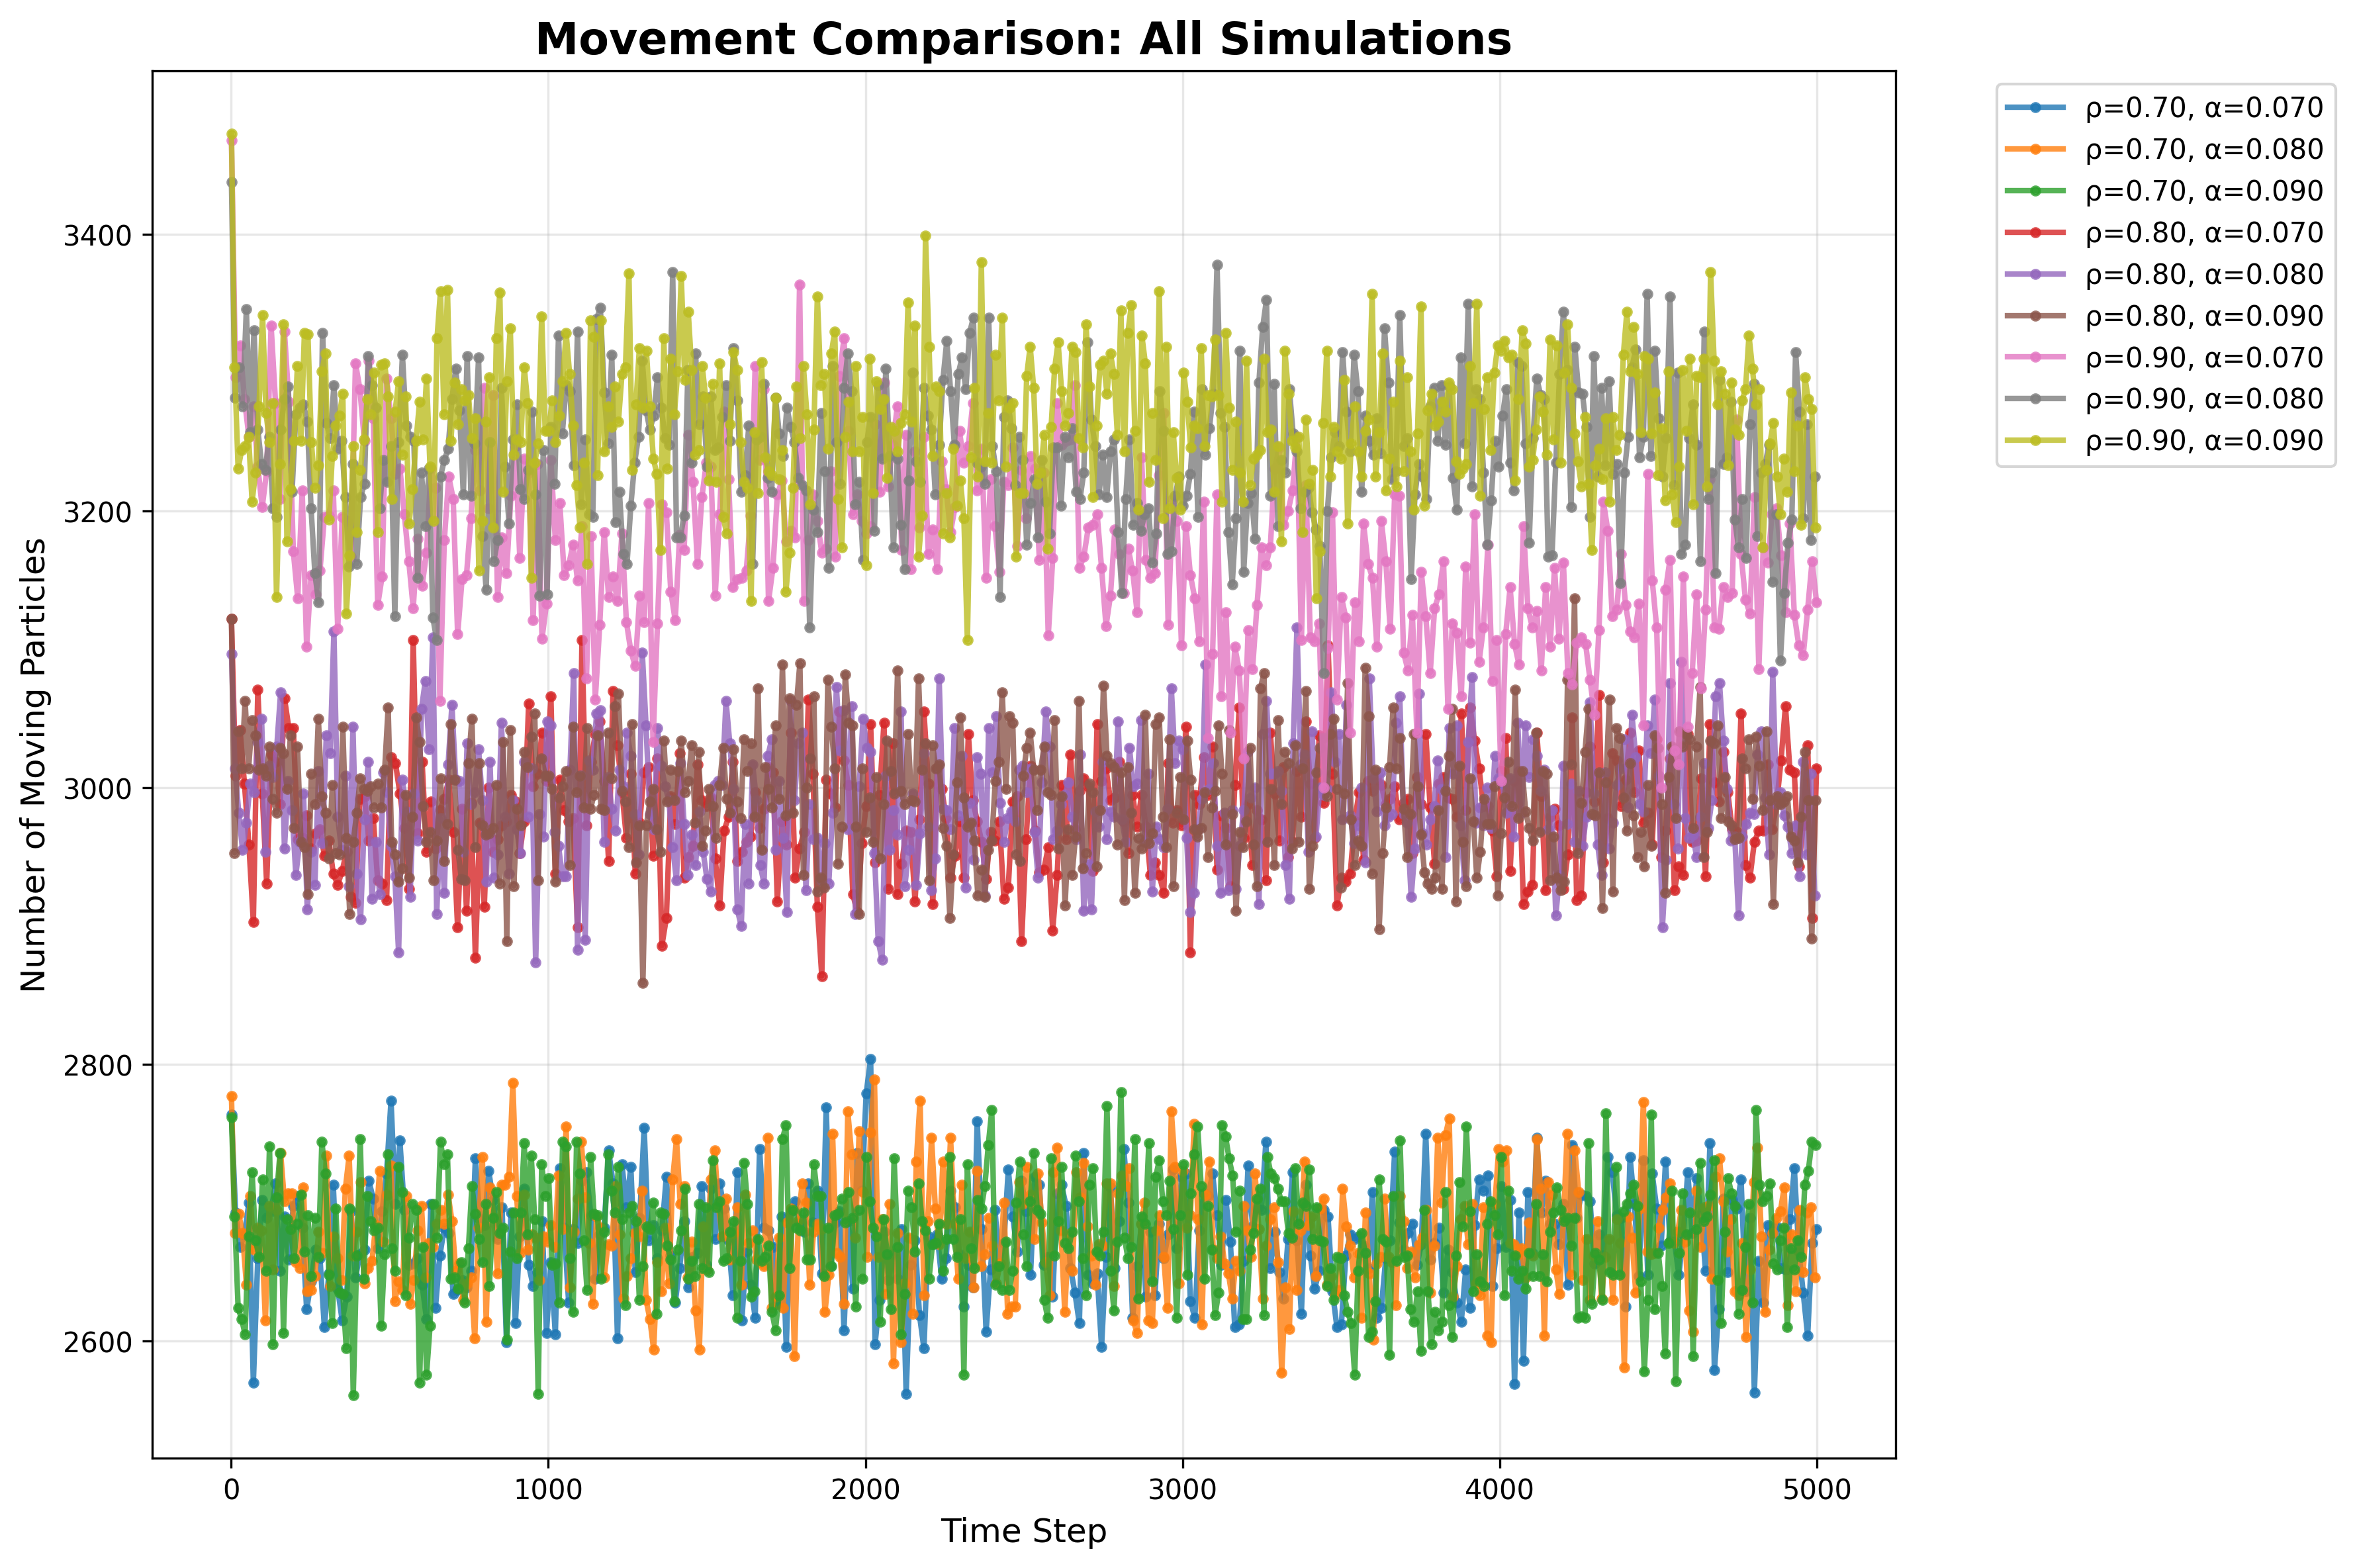 Movement Comparison: All Simulations
Number of Moving Particles
3400
3200
3000
2800
2600
0
1000
2000
3000
4000
5000
Time Step
ρ=0.70, α=0.070
ρ=0.70, α=0.080
ρ=0.70, α=0.090
ρ=0.80, α=0.070
ρ=0.80, α=0.080
ρ=0.80, α=0.090
ρ=0.90, α=0.070
ρ=0.90, α=0.080
ρ=0.90, α=0.090